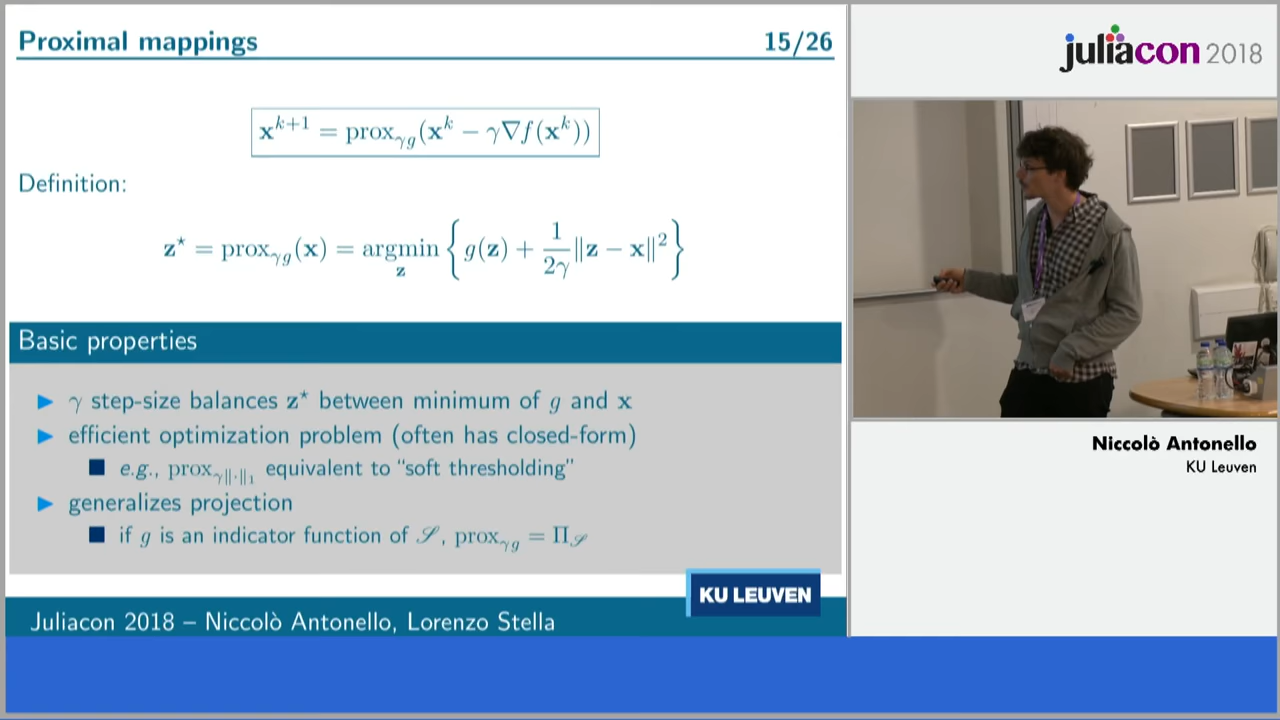 Proximal mappings 15/26
x^{k+1} = prox_{γg}(x^k − γ∇f(x^k))
Definition:
z⋆ = prox_{γg}(x) = argmin_z { g(z) + 1/(2γ) ‖z − x‖² }
Basic properties
▶ γ step-size balances z⋆ between minimum of g and x
▶ efficient optimization problem (often has closed-form)
■ e.g., prox_{γ‖·‖₁} equivalent to “soft thresholding”
▶ generalizes projection
■ if g is an indicator function of 𝒮, prox_{γg} = Π_𝒮
KU LEUVEN
Juliacon 2018 – Niccolò Antonello, Lorenzo Stella
juliacon 2018
Niccolò Antonello
KU Leuven